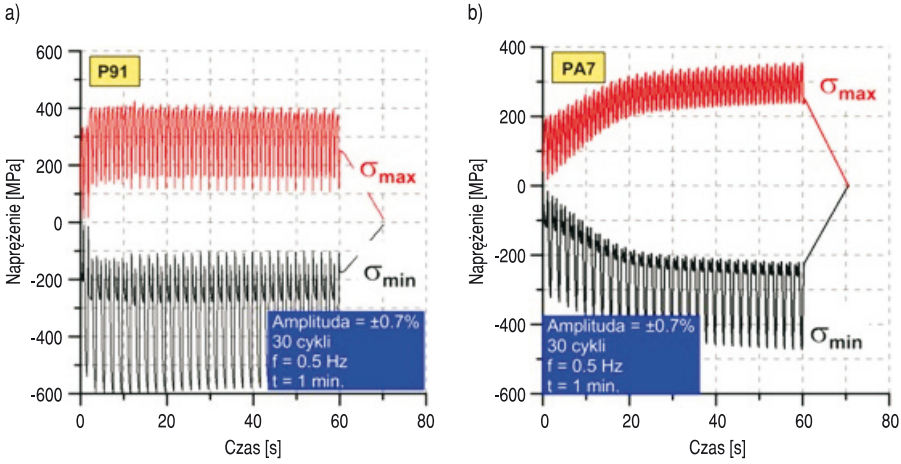 a)
600
400
200
0
-200
-400
-600
Naprężenie [MPa]
P91
σmax
σmin
Amplituda = ±0.7%
30 cykli
f = 0.5 Hz
t = 1 min.
0 20 40 60 80
Czas [s]
b)
400
200
0
-200
-400
-600
Naprężenie [MPa]
PA7
σmax
σmin
Amplituda = ±0.7%
30 cykli
f = 0.5 Hz
t = 1 min.
0 20 40 60 80
Czas [s]